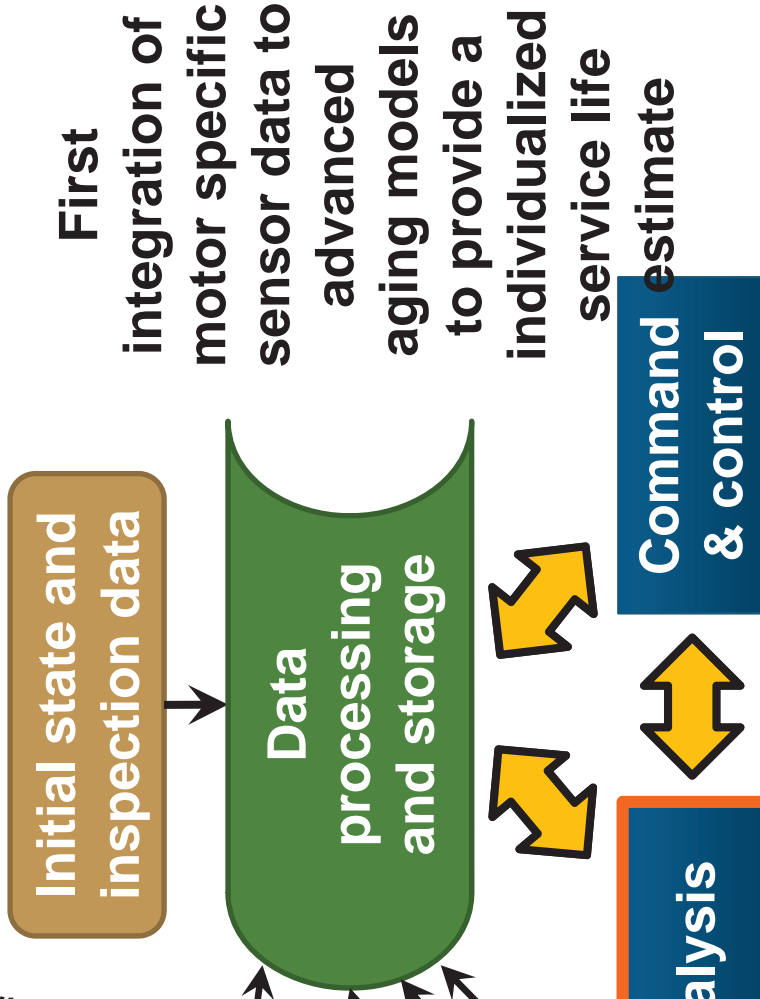 First
integration of
motor specific
sensor data to
advanced
aging models
to provide a
individualized
service life
estimate
Initial state and
inspection data
Data
processing
and storage
Command
& control
alysis